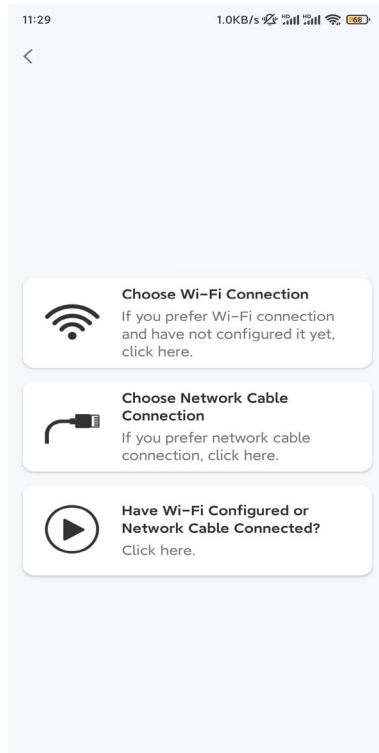 11:29
1.0KB/s HD HD 68
Choose Wi-Fi Connection
If you prefer Wi-Fi connection
and have not configured it yet,
click here.
Choose Network Cable
Connection
If you prefer network cable
connection, click here.
Have Wi-Fi Configured or
Network Cable Connected?
Click here.